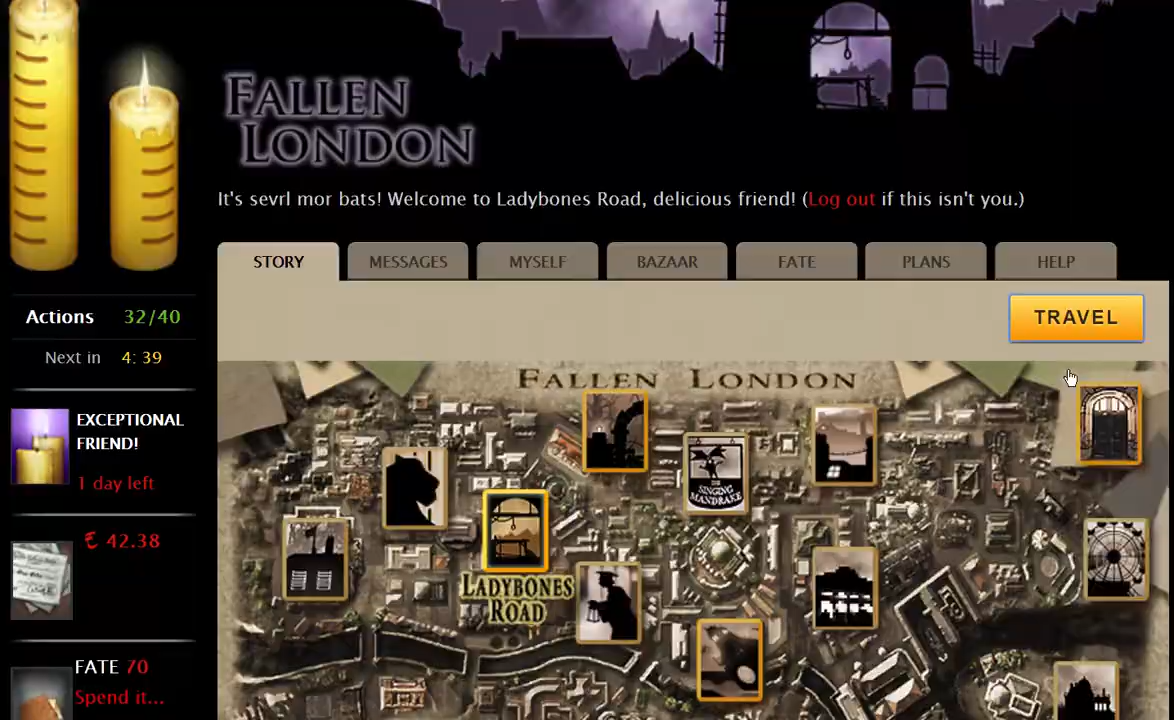 FALLEN
LONDON
It's sevrl mor bats! Welcome to Ladybones Road, delicious friend! (Log out if this isn't you.)
STORY
MESSAGES
MYSELF
BAZAAR
FATE
PLANS
HELP
TRAVEL
Actions 32/40
Next in 4: 39
EXCEPTIONAL
FRIEND!
1 day left
42.38
FATE 70
Spend it...
FALLEN LONDON
THE
SINGING
MANDRAKE
LADYBONES
ROAD